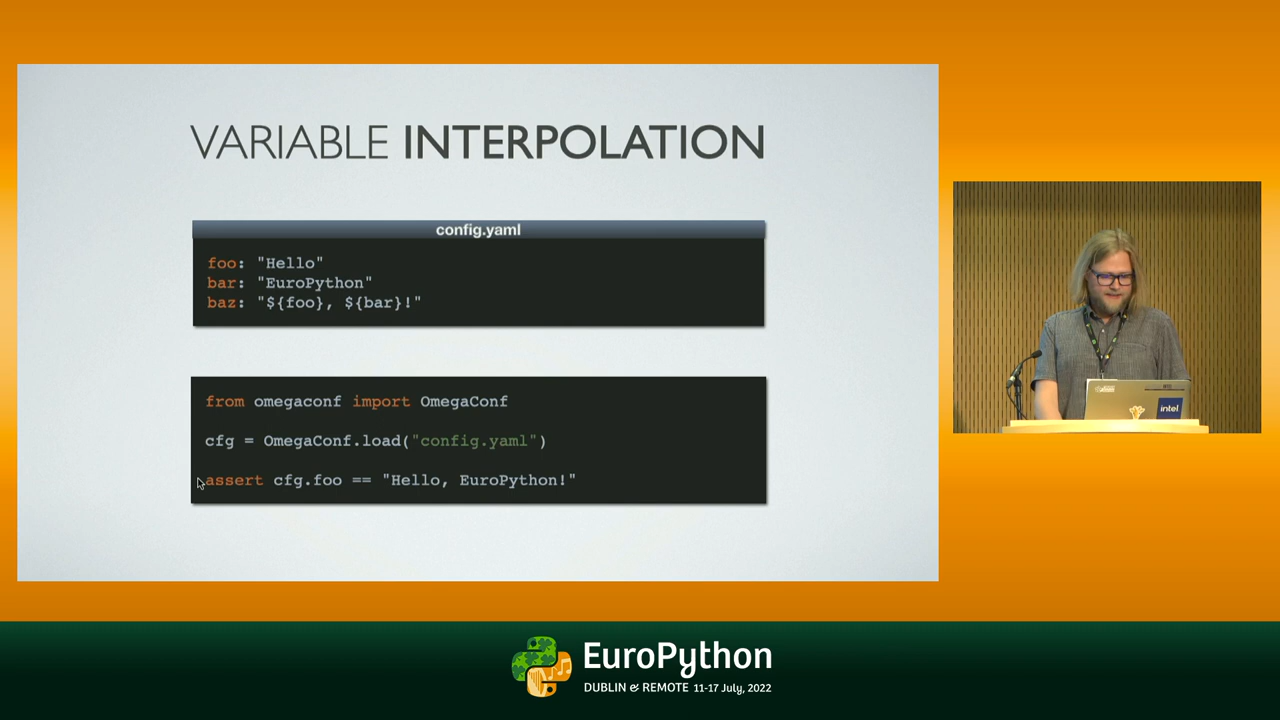 VARIABLE INTERPOLATION
config.yaml
foo: "Hello"
bar: "EuroPython"
baz: "${foo}, ${bar}!"
from omegaconf import OmegaConf
cfg = OmegaConf.load("config.yaml")
assert cfg.foo == "Hello, EuroPython!"
intel
EuroPython
DUBLIN & REMOTE 11-17 July, 2022